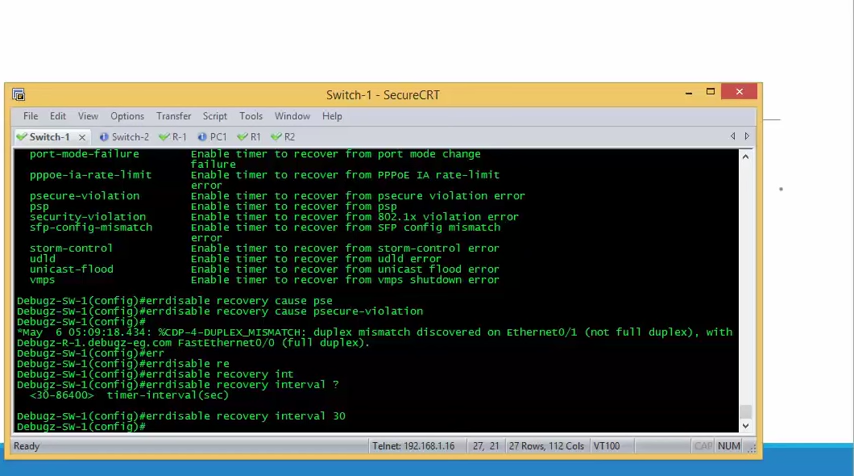 Switch-1 - SecureCRT
File Edit View Options Transfer Script Tools Window Help
Switch-1 Switch-2 R-1 PC1 R1 R2
port-mode-failure Enable timer to recover from port mode change
failure
pppoe-ia-rate-limit Enable timer to recover from PPPoE IA rate-limit
error
psecure-violation Enable timer to recover from psecure violation error
psp Enable timer to recover from psp
security-violation Enable timer to recover from 802.1x violation error
sfp-config-mismatch Enable timer to recover from SFP config mismatch
error
storm-control Enable timer to recover from storm-control error
udld Enable timer to recover from udld error
unicast-flood Enable timer to recover from unicast flood error
vmps Enable timer to recover from vmps shutdown error
Debugz-SW-1(config)#errdisable recovery cause pse
Debugz-SW-1(config)#errdisable recovery cause psecure-violation
Debugz-SW-1(config)#
*May 6 05:09:18.434: %CDP-4-DUPLEX_MISMATCH: duplex mismatch discovered on Ethernet0/1 (not full duplex), with
Debugz-R-1.debugz-eg.com FastEthernet0/0 (full duplex).
Debugz-SW-1(config)#err
Debugz-SW-1(config)#errdisable re
Debugz-SW-1(config)#errdisable recovery int
Debugz-SW-1(config)#errdisable recovery interval ?
<30-86400> timer-interval(sec)
Debugz-SW-1(config)#errdisable recovery interval 30
Debugz-SW-1(config)#
Ready Telnet: 192.168.1.16 27, 21 27 Rows, 112 Cols VT100 CAP NUM